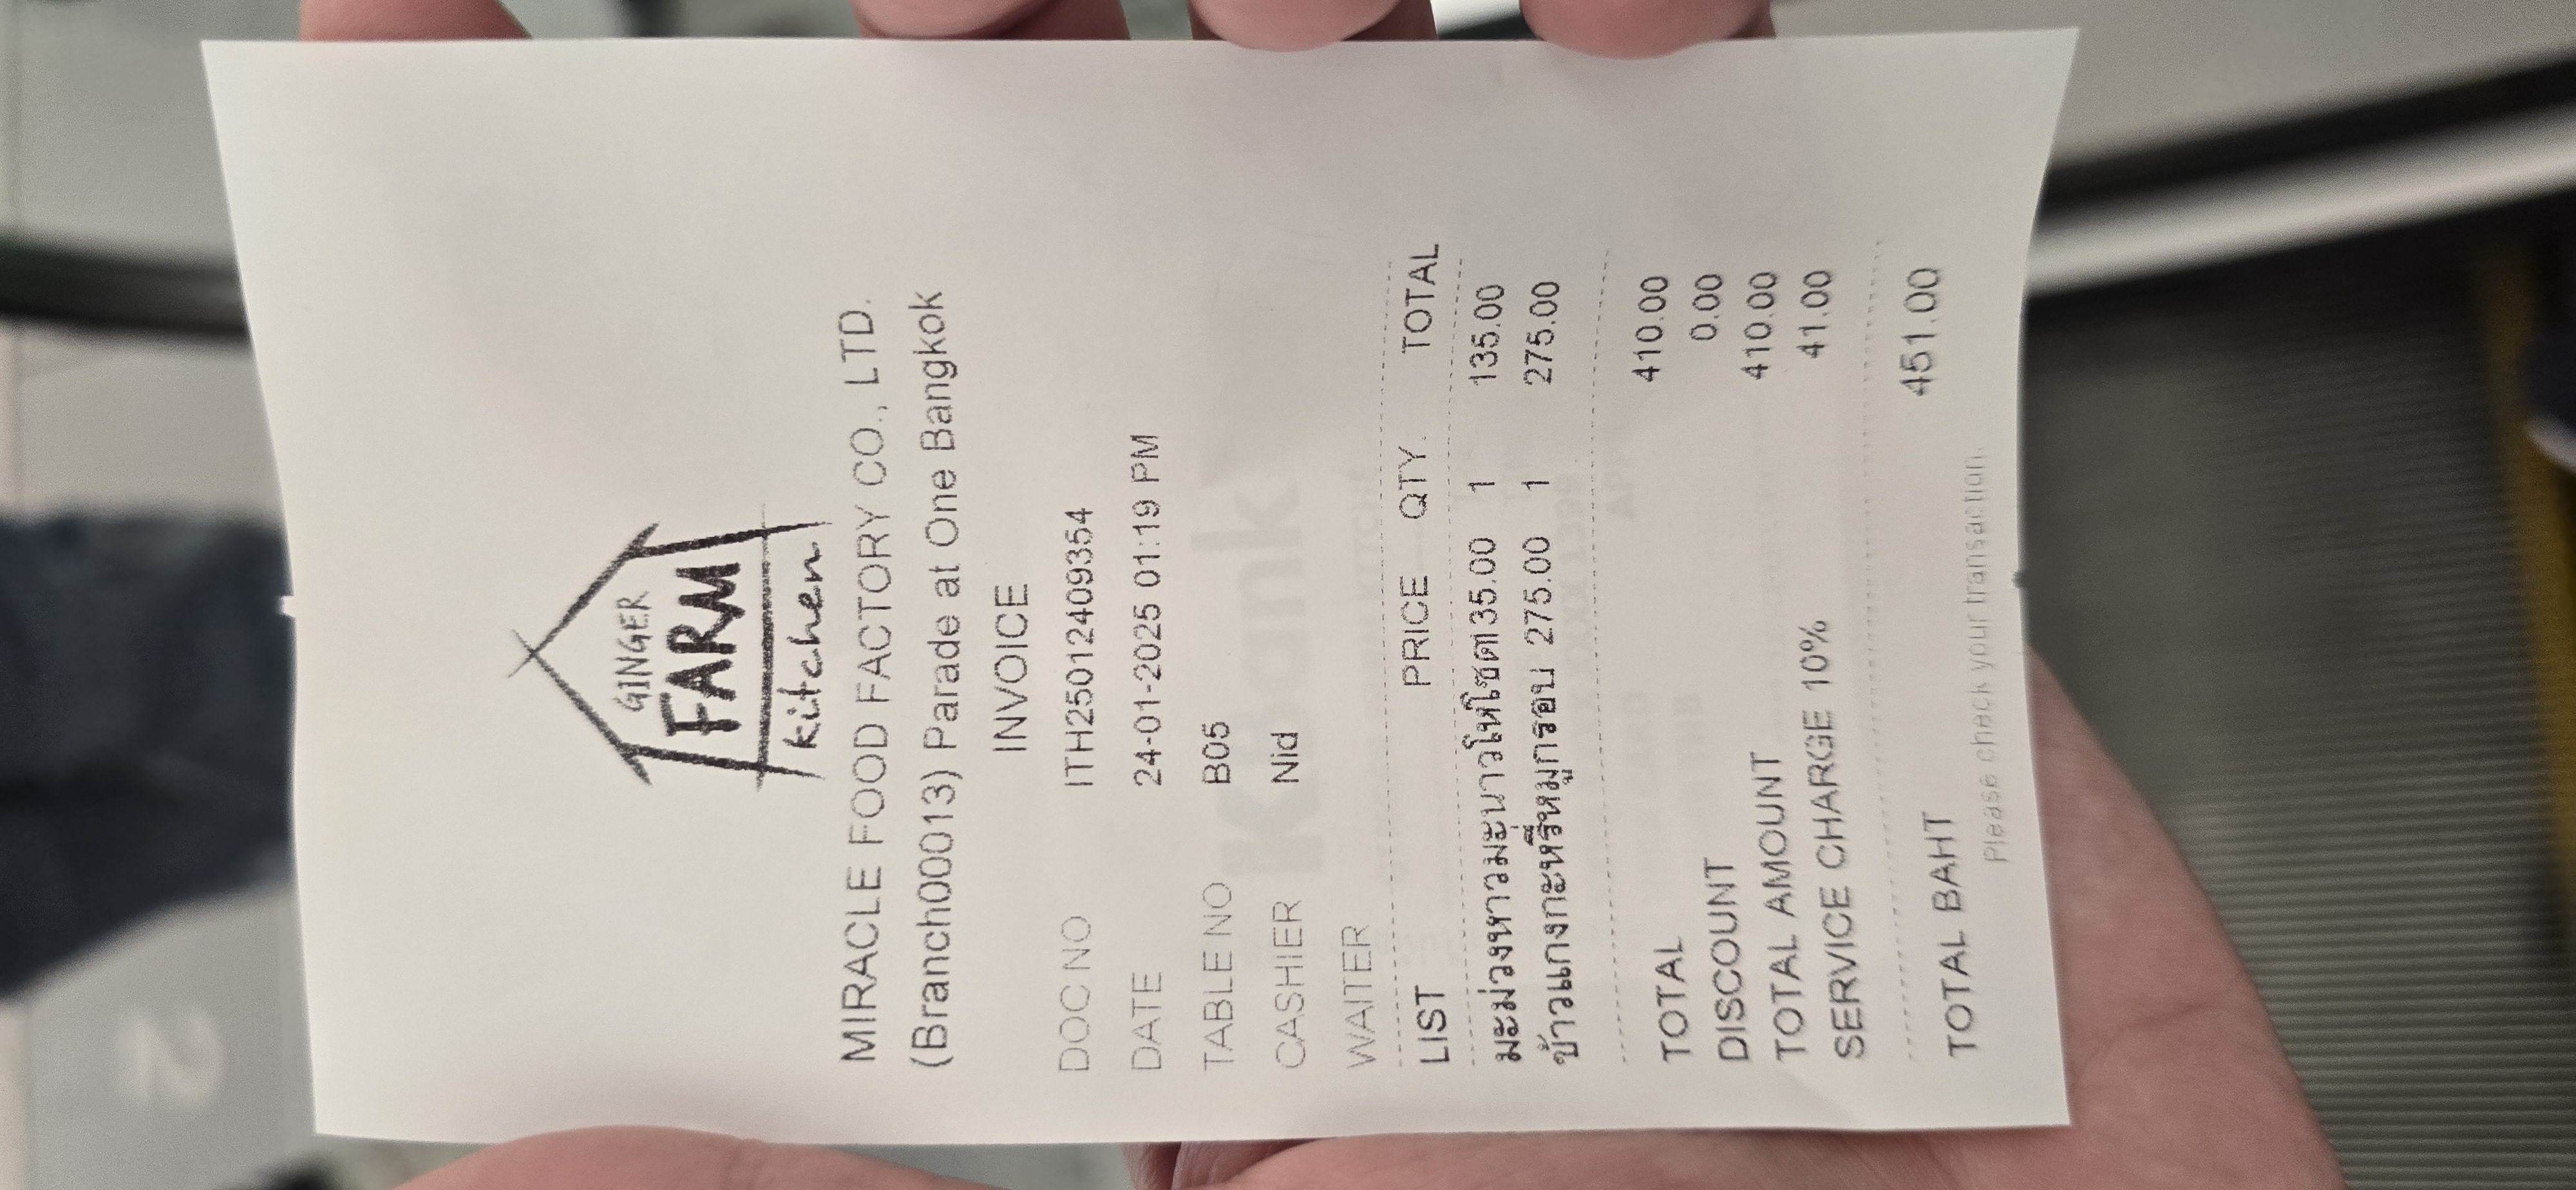 GINGER
FARM
kitchen
MIRACLE FOOD FACTORY CO., LTD.
(Branch00013) Parade at One Bangkok
INVOICE
DOC NO ITH25012409354
DATE 24-01-2025 01:19 PM
TABLE NO B05
CASHIER Nid
WAITER
LIST PRICE QTY. TOTAL
มะม่วงหาวมะนาวโห่โซดา 135.00 1 135.00
ข้าวแกงกะหรี่หมูกรอบ 275.00 1 275.00
TOTAL 410.00
DISCOUNT 0.00
TOTAL AMOUNT 410.00
SERVICE CHARGE 10% 41.00
TOTAL BAHT 451.00
Please check your transaction.
2
KBank